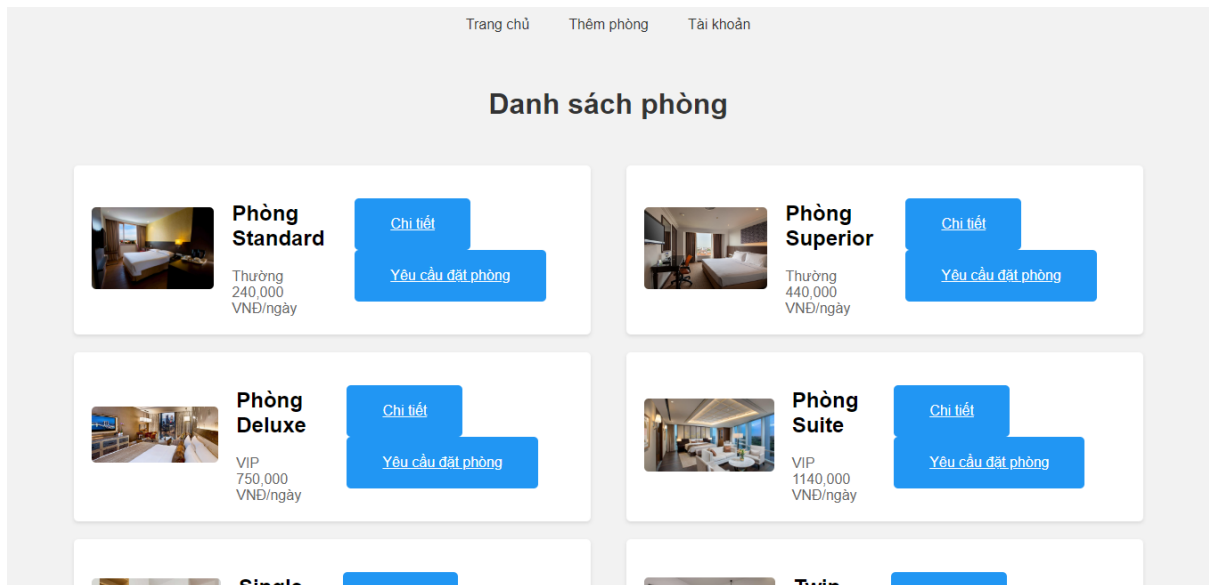 Trang chủ Thêm phòng Tài khoản
Danh sách phòng
Phòng
Standard
Thường
240,000
VNĐ/ngày
Chi tiết
Yêu cầu đặt phòng
Phòng
Superior
Thường
440,000
VNĐ/ngày
Chi tiết
Yêu cầu đặt phòng
Phòng
Deluxe
VIP
750,000
VNĐ/ngày
Chi tiết
Yêu cầu đặt phòng
Phòng
Suite
VIP
1140,000
VNĐ/ngày
Chi tiết
Yêu cầu đặt phòng
Single
Twin